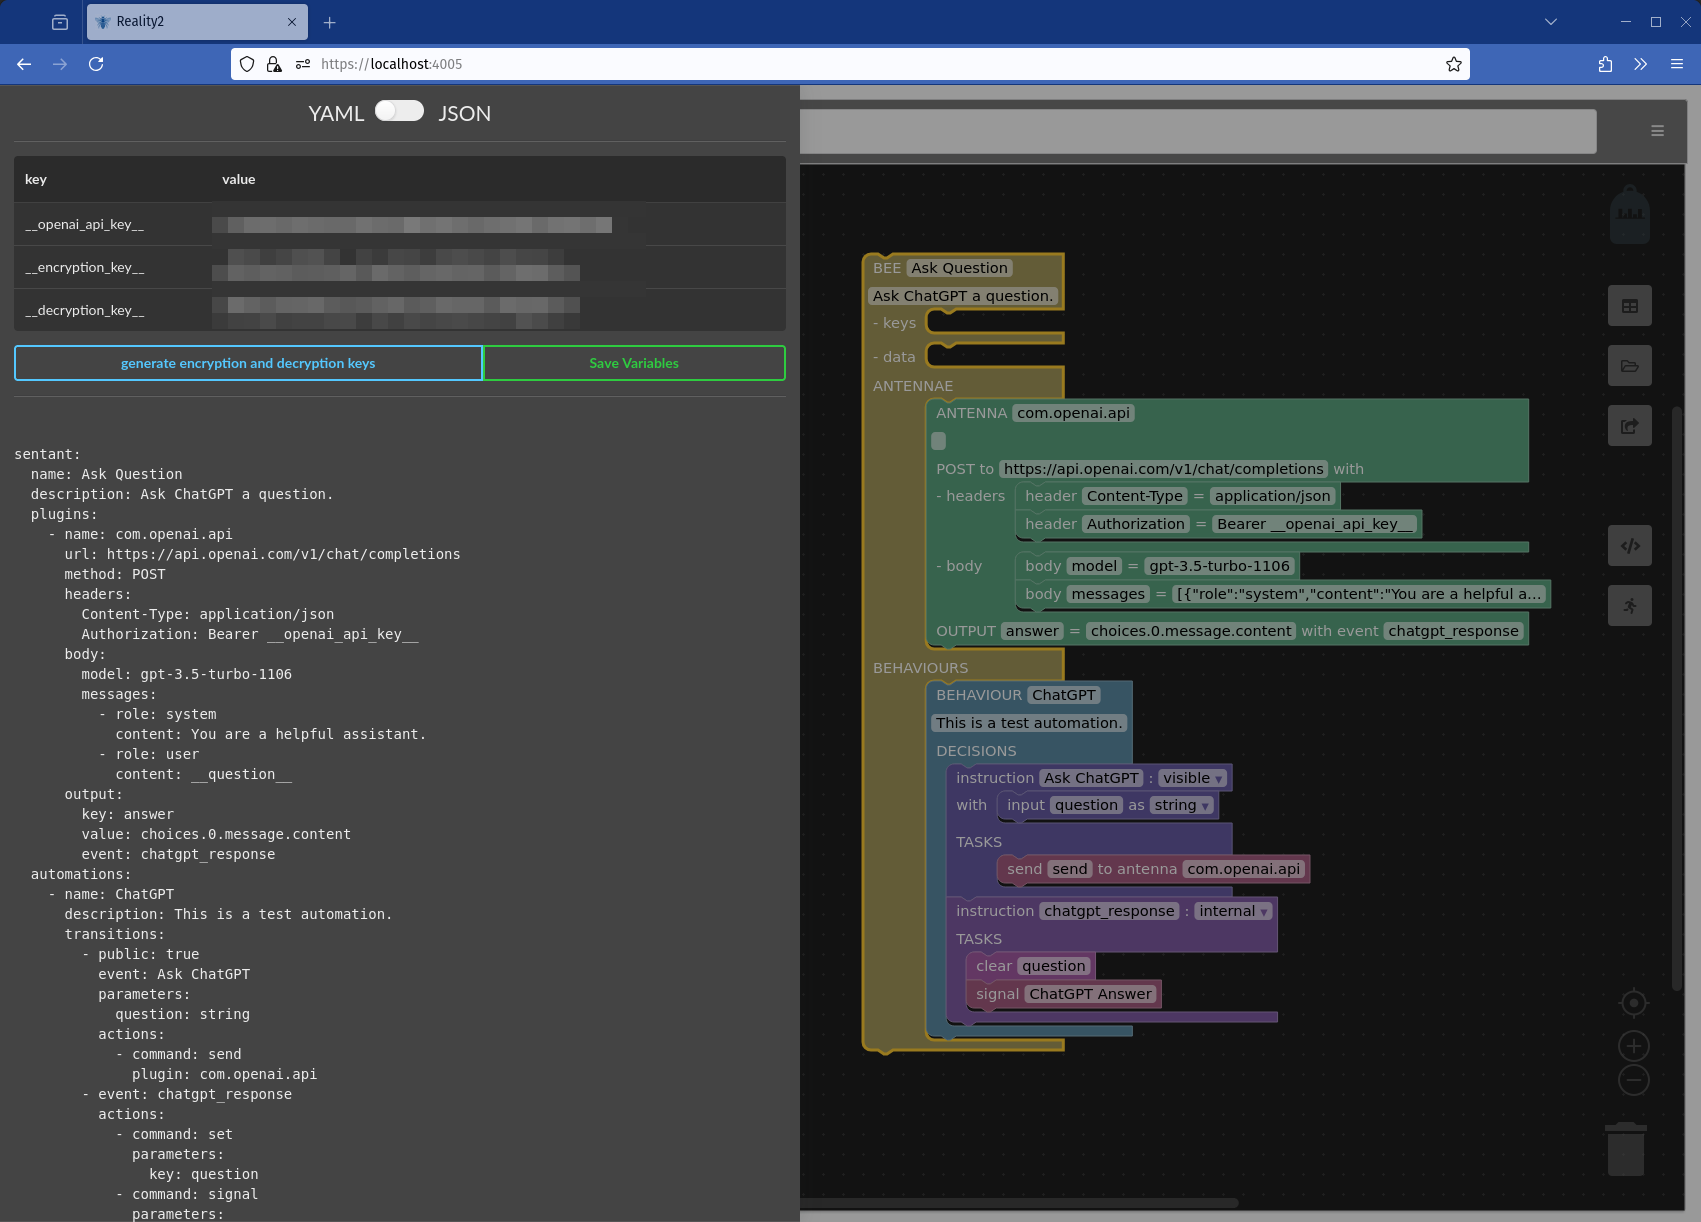 Reality2
https://localhost:4005
YAML JSON
key value
__openai_api_key__
__encryption_key__
__decryption_key__
generate encryption and decryption keys Save Variables
sentant:
name: Ask Question
description: Ask ChatGPT a question.
plugins:
- name: com.openai.api
url: https://api.openai.com/v1/chat/completions
method: POST
headers:
Content-Type: application/json
Authorization: Bearer __openai_api_key__
body:
model: gpt-3.5-turbo-1106
messages:
- role: system
content: You are a helpful assistant.
- role: user
content: __question__
output:
key: answer
value: choices.0.message.content
event: chatgpt_response
automations:
- name: ChatGPT
description: This is a test automation.
transitions:
- public: true
event: Ask ChatGPT
parameters:
question: string
actions:
- command: send
plugin: com.openai.api
- event: chatgpt_response
actions:
- command: set
parameters:
key: question
- command: signal
parameters:
BEE Ask Question
Ask ChatGPT a question.
- keys
- data
ANTENNAE
ANTENNA com.openai.api
POST to https://api.openai.com/v1/chat/completions with
- headers header Content-Type = application/json
header Authorization = Bearer __openai_api_key__
- body body model = gpt-3.5-turbo-1106
body messages = [{"role":"system","content":"You are a helpful a...
OUTPUT answer = choices.0.message.content with event chatgpt_response
BEHAVIOURS
BEHAVIOUR ChatGPT
This is a test automation.
DECISIONS
instruction Ask ChatGPT : visible
with input question as string
TASKS
send send to antenna com.openai.api
instruction chatgpt_response : internal
TASKS
clear question
signal ChatGPT Answer